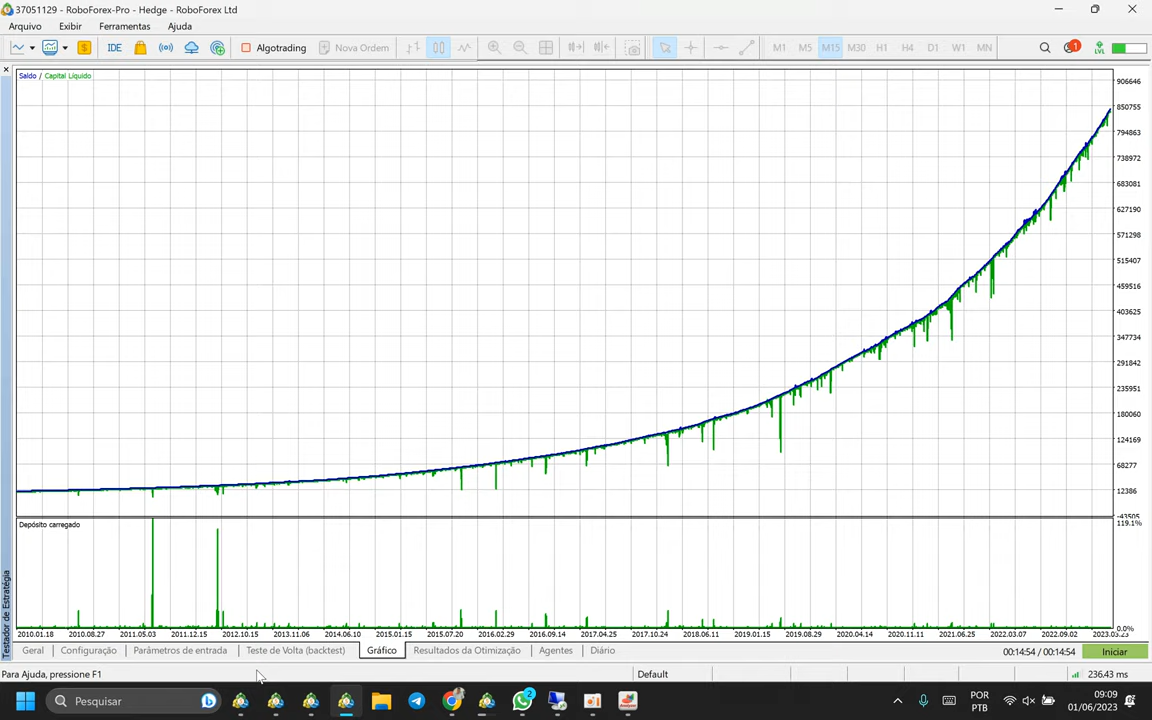 37051129 - RoboForex-Pro - Hedge - RoboForex Ltd
Arquivo Exibir Ferramentas Ajuda
IDE Algotrading Nova Ordem M1 M5 M15 M30 H1 H4 D1 W1 MN 1 LVL
Saldo / Capital Líquido
906646
850755
794863
738972
683081
627190
571298
515407
459516
403625
347734
291842
235951
180060
124169
68277
12386
-43505
Depósito carregado
119.1%
0.0%
2010.01.18 2010.08.27 2011.05.03 2011.12.15 2012.10.15 2013.11.06 2014.06.10 2015.01.15 2015.07.20 2016.02.29 2016.09.14 2017.04.25 2017.10.24 2018.06.11 2019.01.15 2019.08.29 2020.04.14 2020.11.11 2021.06.25 2022.03.07 2022.09.02 2023.03.23
Testador de Estratégia
Geral Configuração Parâmetros de entrada Teste de Volta (backtest) Gráfico Resultados da Otimização Agentes Diário 00:14:54 / 00:14:54 Iniciar
Para Ajuda, pressione F1 Default 236.43 ms
Pesquisar 2 POR PTB 09:09 01/06/2023